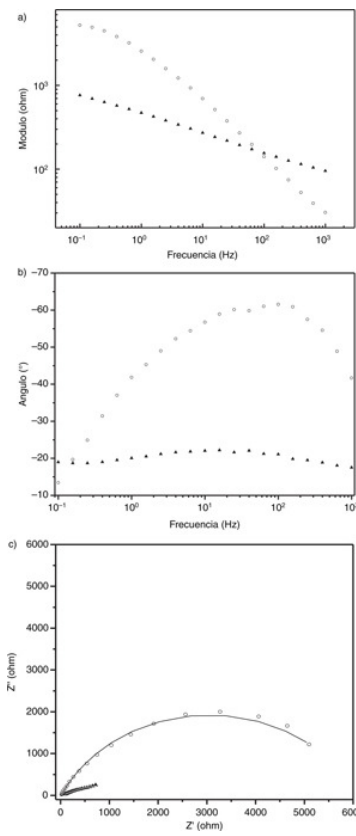 a)
Modulo (ohm)
10³
10²
10⁻¹ 10⁰ 10¹ 10² 10³
Frecuencia (Hz)
b)
Angulo (°)
−70
−60
−50
−40
−30
−20
−10
10⁻¹ 10⁰ 10¹ 10² 10
Frecuencia (Hz)
c)
Z'' (ohm)
6000
5000
4000
3000
2000
1000
0
0 1000 2000 3000 4000 5000 6000
Z' (ohm)